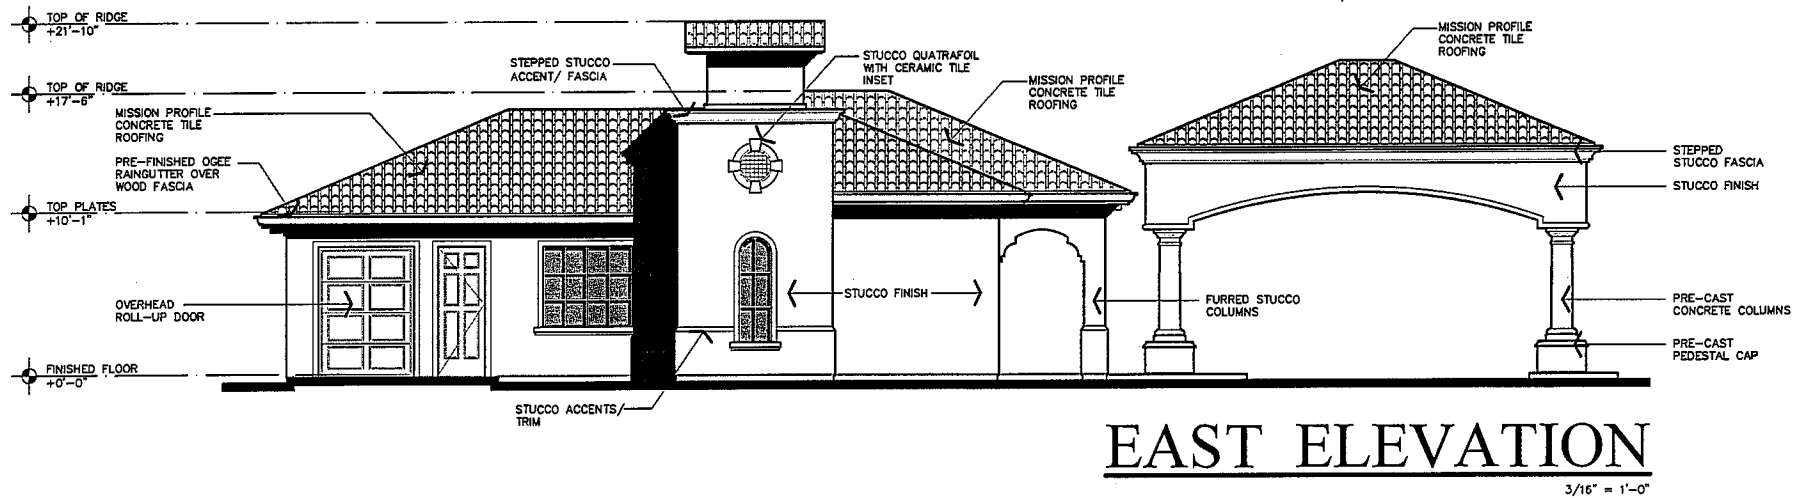 TOP OF RIDGE
+21'-10"
TOP OF RIDGE
+17'-6"
MISSION PROFILE
CONCRETE TILE
ROOFING
PRE-FINISHED OGEE
RAINGUTTER OVER
WOOD FASCIA
TOP PLATES
+10'-1"
OVERHEAD
ROLL-UP DOOR
FINISHED FLOOR
+0'-0"
STEPPED STUCCO
ACCENT/ FASCIA
STUCCO QUATRAFOIL
WITH CERAMIC TILE
INSET
MISSION PROFILE
CONCRETE TILE
ROOFING
MISSION PROFILE
CONCRETE TILE
ROOFING
STEPPED
STUCCO FASCIA
STUCCO FINISH
STUCCO FINISH
FURRED STUCCO
COLUMNS
PRE-CAST
CONCRETE COLUMNS
PRE-CAST
PEDESTAL CAP
STUCCO ACCENTS/
TRIM
EAST ELEVATION
3/16" = 1'-0"